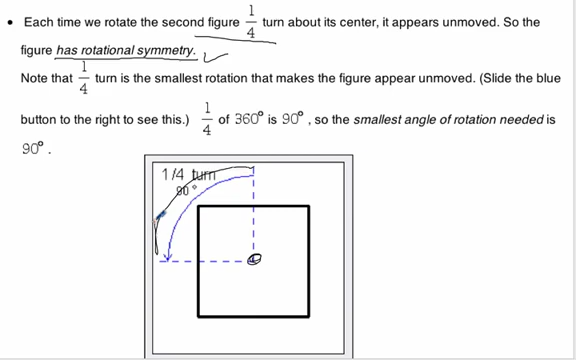 • Each time we rotate the second figure 1/4 turn about its center, it appears unmoved. So the
figure has rotational symmetry.
Note that 1/4 turn is the smallest rotation that makes the figure appear unmoved. (Slide the blue
button to the right to see this.) 1/4 of 360° is 90° , so the smallest angle of rotation needed is
90° .
1/4 turn
90 °